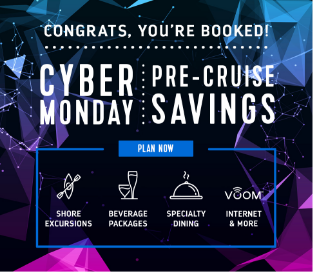 CONGRATS, YOU'RE BOOKED!
CYBER MONDAY
PRE-CRUISE SAVINGS
PLAN NOW
SHORE EXCURSIONS
BEVERAGE PACKAGES
SPECIALTY DINING
VOOM
INTERNET & MORE